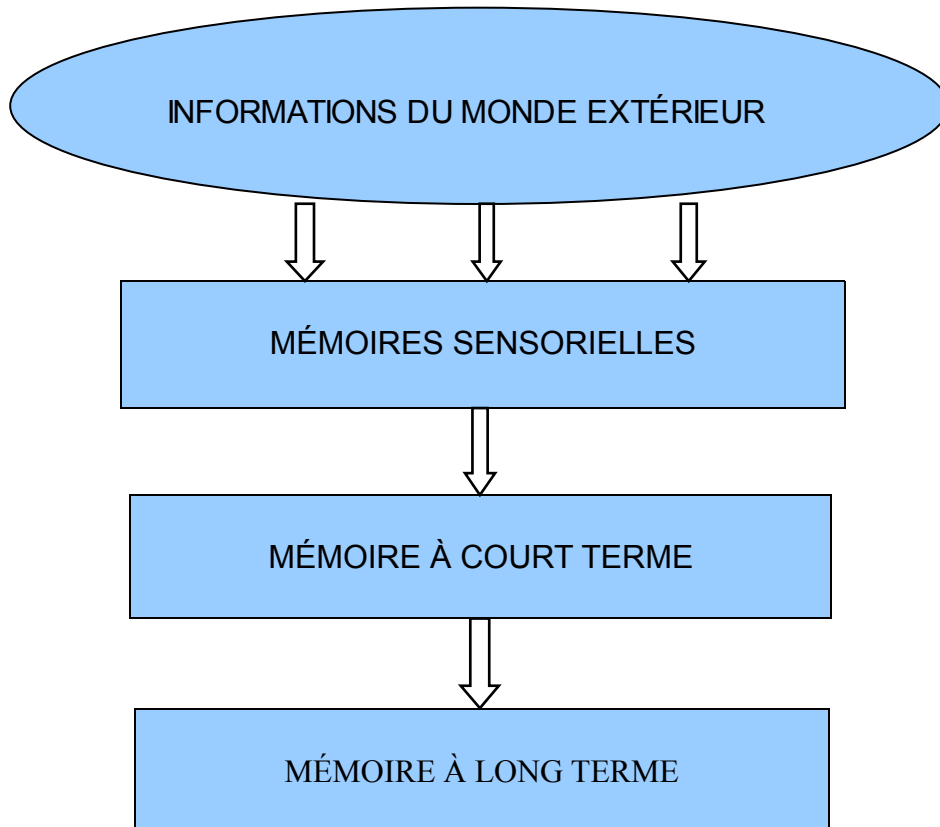 INFORMATIONS DU MONDE EXTÉRIEUR
MÉMOIRES SENSORIELLES
MÉMOIRE À COURT TERME
MÉMOIRE À LONG TERME